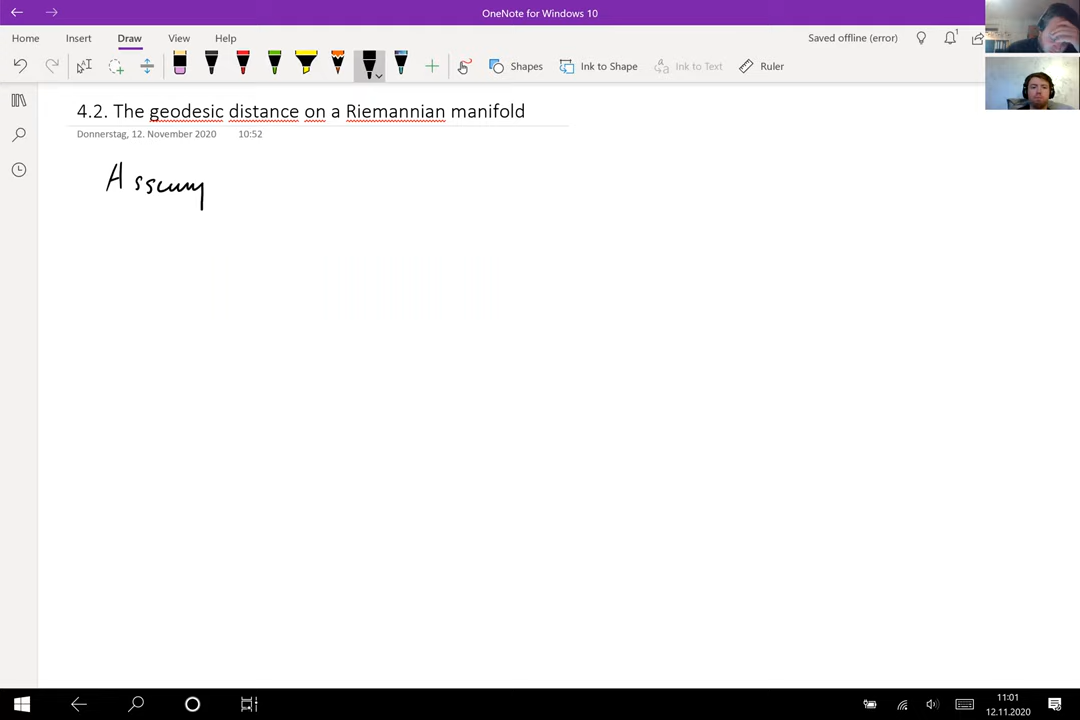 OneNote for Windows 10
Home Insert Draw View Help Saved offline (error)
Shapes Ink to Shape Ink to Text Ruler
4.2. The geodesic distance on a Riemannian manifold
Donnerstag, 12. November 2020 10:52
Assum
11:01
12.11.2020